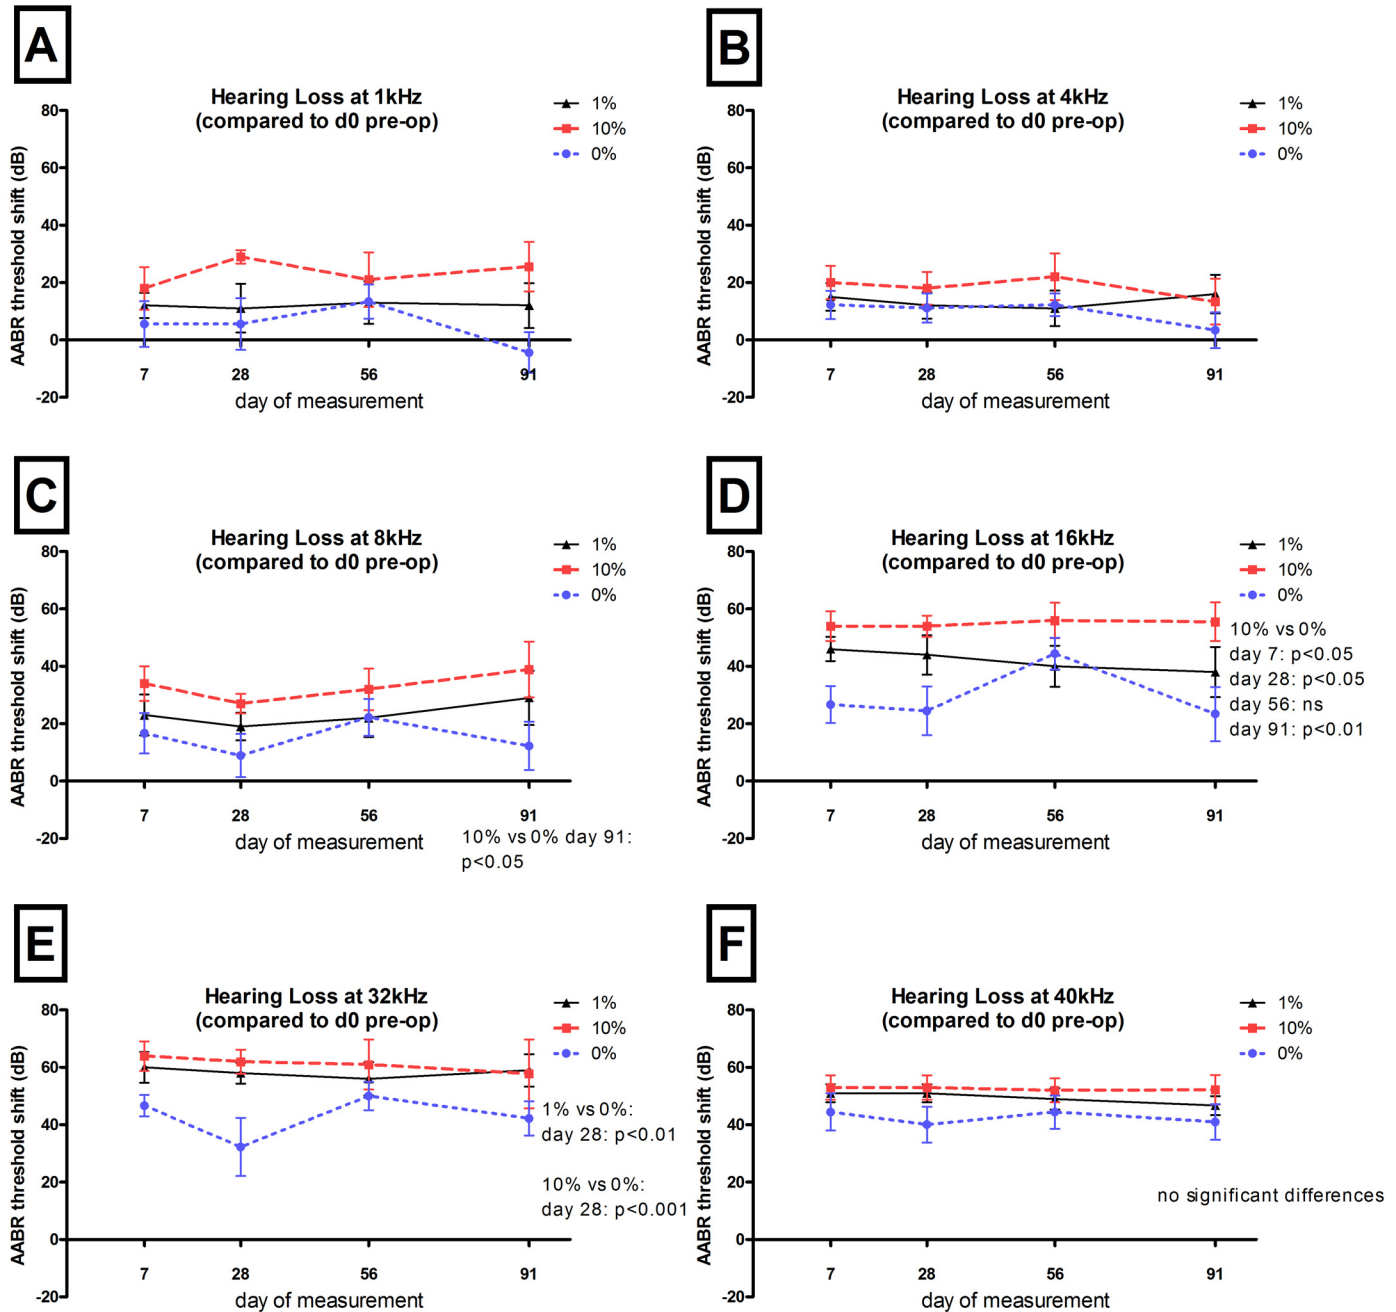 A
Hearing Loss at 1kHz
(compared to d0 pre-op)
1%
10%
0%
AABR threshold shift (dB)
80
60
40
20
0
-20
7 28 56 91
day of measurement
B
Hearing Loss at 4kHz
(compared to d0 pre-op)
1%
10%
0%
AABR threshold shift (dB)
80
60
40
20
0
-20
7 28 56 91
day of measurement
C
Hearing Loss at 8kHz
(compared to d0 pre-op)
1%
10%
0%
AABR threshold shift (dB)
80
60
40
20
0
-20
7 28 56 91
day of measurement
10% vs 0% day 91:
p<0.05
D
Hearing Loss at 16kHz
(compared to d0 pre-op)
1%
10%
0%
10% vs 0%
day 7: p<0.05
day 28: p<0.05
day 56: ns
day 91: p<0.01
AABR threshold shift (dB)
80
60
40
20
0
-20
7 28 56 91
day of measurement
E
Hearing Loss at 32kHz
(compared to d0 pre-op)
1%
10%
0%
1% vs 0%:
day 28: p<0.01
10% vs 0%:
day 28: p<0.001
AABR threshold shift (dB)
80
60
40
20
0
-20
7 28 56 91
day of measurement
F
Hearing Loss at 40kHz
(compared to d0 pre-op)
1%
10%
0%
no significant differences
AABR threshold shift (dB)
80
60
40
20
0
-20
7 28 56 91
day of measurement